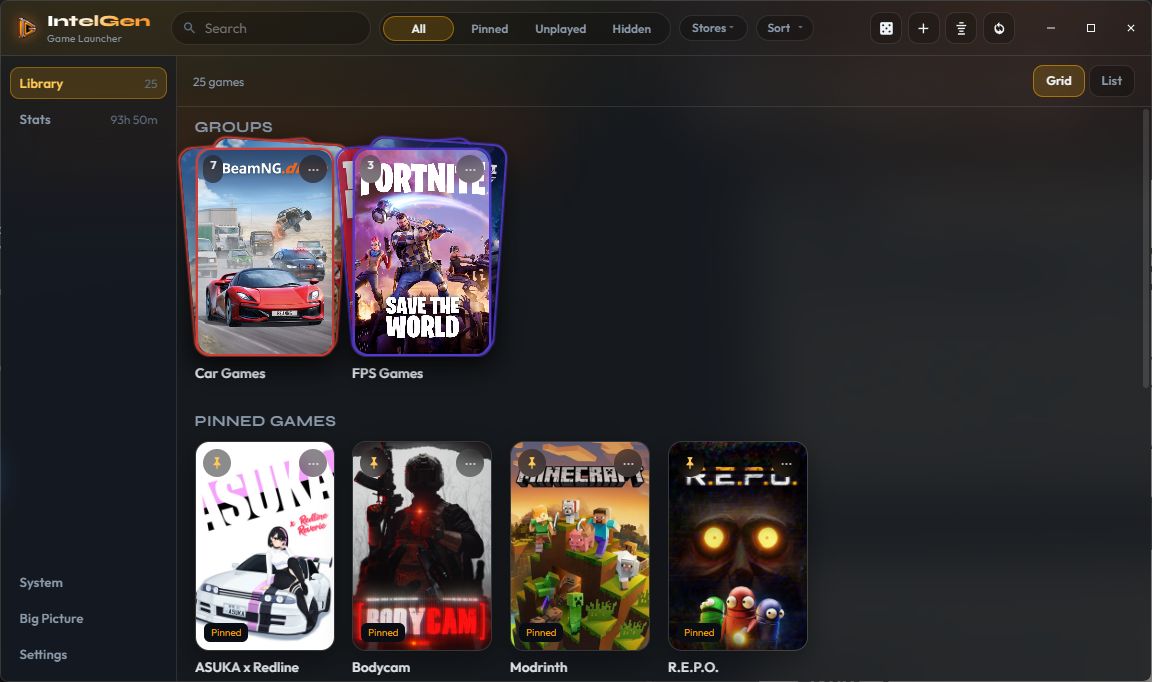 IntelGen
Game Launcher
Search
All
Pinned
Unplayed
Hidden
Stores
Sort
Library
25
Stats
93h 50m
25 games
Grid
List
GROUPS
7
BeamNG.d
BEAMNG
Car Games
3
FORTNITE
SAVE THE
WORLD
FPS Games
PINNED GAMES
ASUKA
x Redline
Reverie
ASUKA
Pinned
ASUKA x Redline
BODYCAM
Pinned
Bodycam
MINECRAFT
Pinned
Modrinth
R.E.P.O.
Pinned
R.E.P.O.
System
Big Picture
Settings